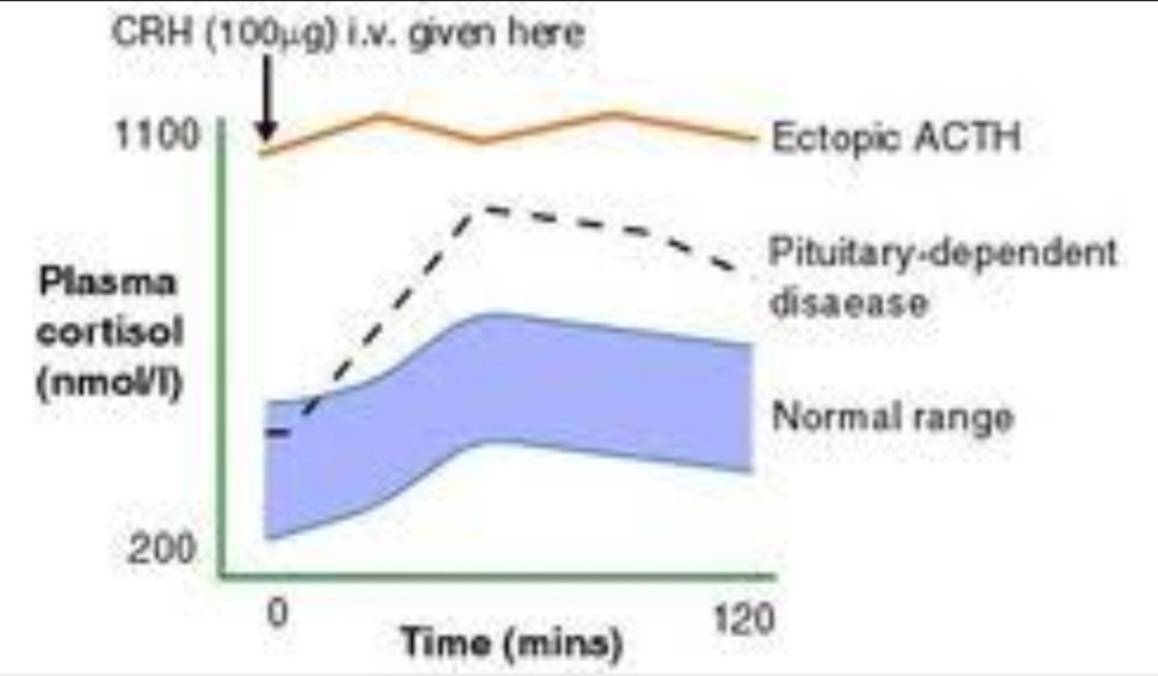 CRH (100µg) i.v. given here
1100
Ectopic ACTH
Pituitary-dependent
disaease
Plasma
cortisol
(nmol/l)
Normal range
200
0
120
Time (mins)